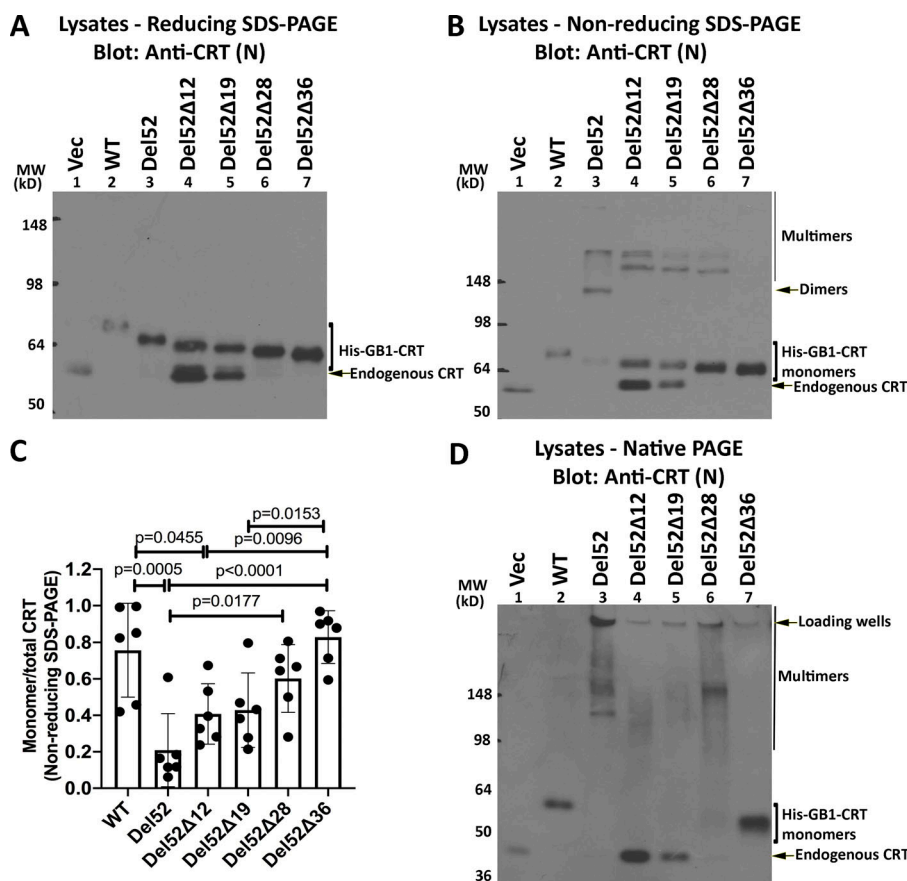 A
Lysates - Reducing SDS-PAGE
Blot: Anti-CRT (N)
Vec
WT
Del52
Del52Δ12
Del52Δ19
Del52Δ28
Del52Δ36
MW
(kD)
1 2 3 4 5 6 7
148
98
64
50
His-GB1-CRT
Endogenous CRT
B
Lysates - Non-reducing SDS-PAGE
Blot: Anti-CRT (N)
Vec
WT
Del52
Del52Δ12
Del52Δ19
Del52Δ28
Del52Δ36
MW
(kD)
1 2 3 4 5 6 7
148
98
64
50
Multimers
Dimers
His-GB1-CRT
monomers
Endogenous CRT
C
Monomer/total CRT
(Non-reducing SDS-PAGE)
p=0.0153
p=0.0455
p=0.0096
p=0.0005
p<0.0001
p=0.0177
1.2
1.0
0.8
0.6
0.4
0.2
0.0
WT
Del52
Del52Δ12
Del52Δ19
Del52Δ28
Del52Δ36
D
Lysates - Native PAGE
Blot: Anti-CRT (N)
Vec
WT
Del52
Del52Δ12
Del52Δ19
Del52Δ28
Del52Δ36
MW
(kD)
1 2 3 4 5 6 7
148
98
64
50
36
Loading wells
Multimers
His-GB1-CRT
monomers
Endogenous CRT